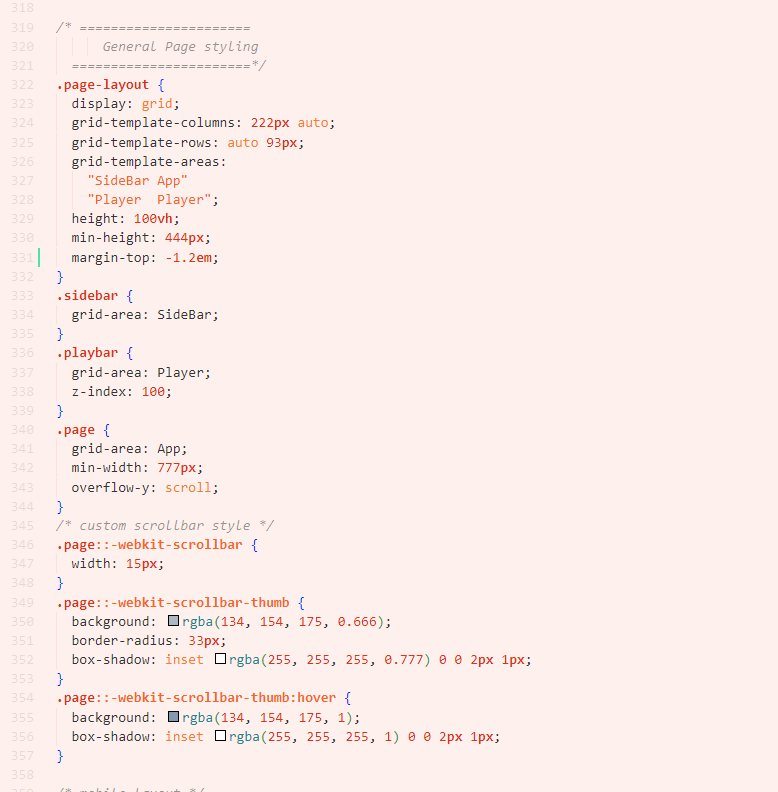 318
319 /* ======================
320 General Page styling
321 =======================*/
322 .page-layout {
323 display: grid;
324 grid-template-columns: 222px auto;
325 grid-template-rows: auto 93px;
326 grid-template-areas:
327 "SideBar App"
328 "Player  Player";
329 height: 100vh;
330 min-height: 444px;
331 margin-top: -1.2em;
332 }
333 .sidebar {
334 grid-area: SideBar;
335 }
336 .playbar {
337 grid-area: Player;
338 z-index: 100;
339 }
340 .page {
341 grid-area: App;
342 min-width: 777px;
343 overflow-y: scroll;
344 }
345 /* custom scrollbar style */
346 .page::-webkit-scrollbar {
347 width: 15px;
348 }
349 .page::-webkit-scrollbar-thumb {
350 background: rgba(134, 154, 175, 0.666);
351 border-radius: 33px;
352 box-shadow: inset rgba(255, 255, 255, 0.777) 0 0 2px 1px;
353 }
354 .page::-webkit-scrollbar-thumb:hover {
355 background: rgba(134, 154, 175, 1);
356 box-shadow: inset rgba(255, 255, 255, 1) 0 0 2px 1px;
357 }
358
359 /* mobile layout */